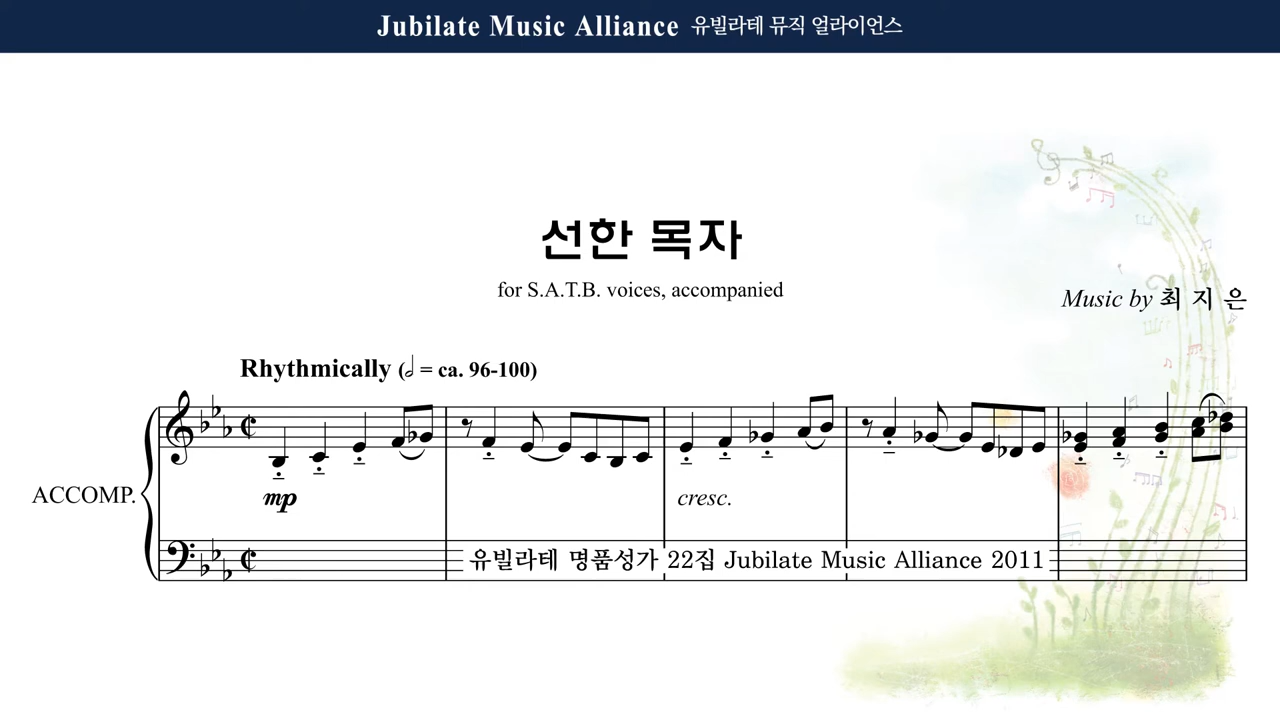 Jubilate Music Alliance 유빌라테 뮤직 얼라이언스
선한 목자
for S.A.T.B. voices, accompanied
Music by 최 지 은
Rhythmically (𝅗𝅥 = ca. 96-100)
ACCOMP.
mp
cresc.
유빌라테 명품성가 22집 Jubilate Music Alliance 2011